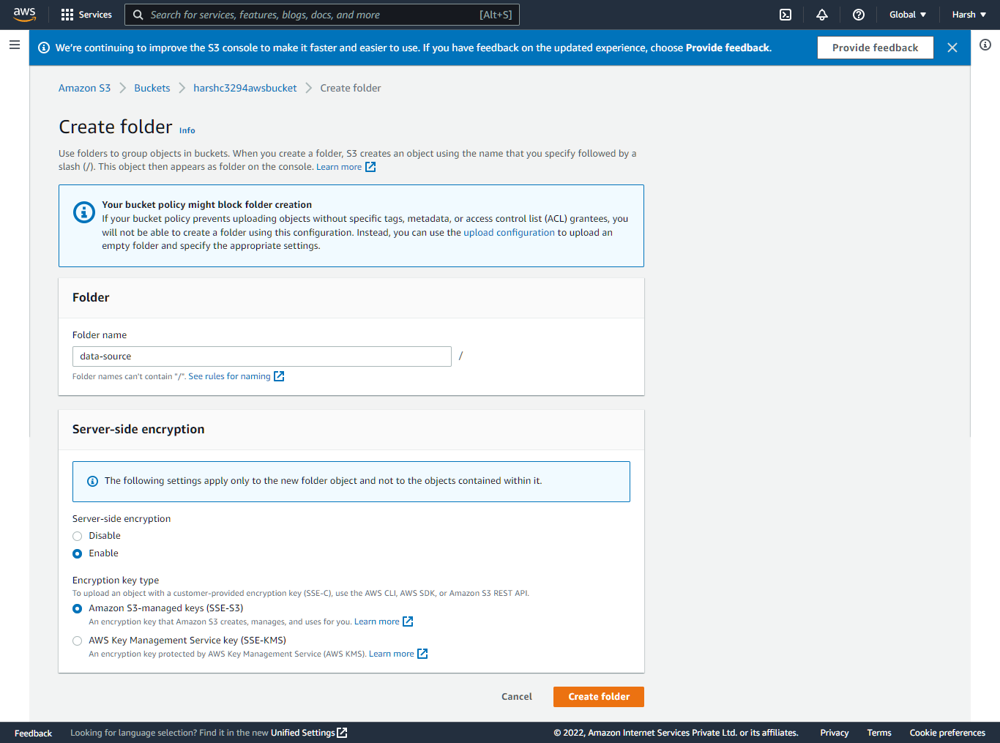 aws
Services
Search for services, features, blogs, docs, and more
[Alt+S]
Global
Harsh
We're continuing to improve the S3 console to make it faster and easier to use. If you have feedback on the updated experience, choose Provide feedback.
Provide feedback
Amazon S3
Buckets
harshc3294awsbucket
Create folder
Create folder Info
Use folders to group objects in buckets. When you create a folder, S3 creates an object using the name that you specify followed by a
slash (/). This object then appears as folder on the console. Learn more
Your bucket policy might block folder creation
If your bucket policy prevents uploading objects without specific tags, metadata, or access control list (ACL) grantees, you
will not be able to create a folder using this configuration. Instead, you can use the upload configuration to upload an
empty folder and specify the appropriate settings.
Folder
Folder name
data-source /
Folder names can't contain "/". See rules for naming
Server-side encryption
The following settings apply only to the new folder object and not to the objects contained within it.
Server-side encryption
Disable
Enable
Encryption key type
To upload an object with a customer-provided encryption key (SSE-C), use the AWS CLI, AWS SDK, or Amazon S3 REST API.
Amazon S3-managed keys (SSE-S3)
An encryption key that Amazon S3 creates, manages, and uses for you. Learn more
AWS Key Management Service key (SSE-KMS)
An encryption key protected by AWS Key Management Service (AWS KMS). Learn more
Cancel
Create folder
Feedback
Looking for language selection? Find it in the new Unified Settings
© 2022, Amazon Internet Services Private Ltd. or its affiliates.
Privacy
Terms
Cookie preferences